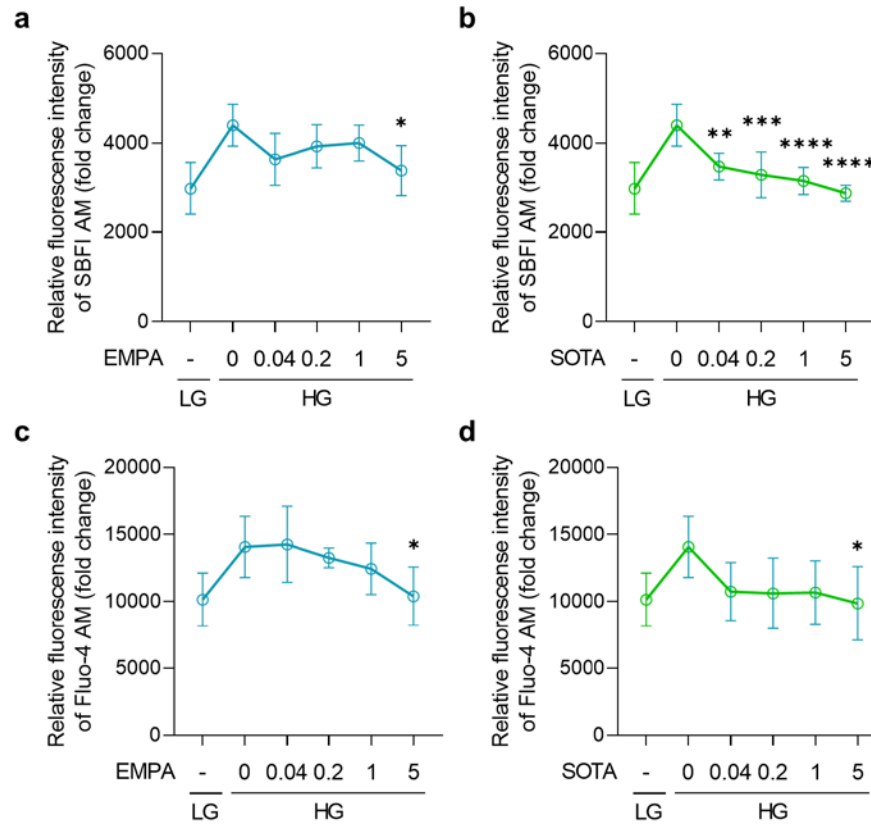 a
Relative fluorescense intensity
of SBFI AM (fold change)
6000
4000
2000
0
*
EMPA - 0 0.04 0.2 1 5
LG HG
b
Relative fluorescense intensity
of SBFI AM (fold change)
6000
4000
2000
0
**
***
****
****
SOTA - 0 0.04 0.2 1 5
LG HG
c
Relative fluorescense intensity
of Fluo-4 AM (fold change)
20000
15000
10000
5000
0
*
EMPA - 0 0.04 0.2 1 5
LG HG
d
Relative fluorescense intensity
of Fluo-4 AM (fold change)
20000
15000
10000
5000
0
*
SOTA - 0 0.04 0.2 1 5
LG HG